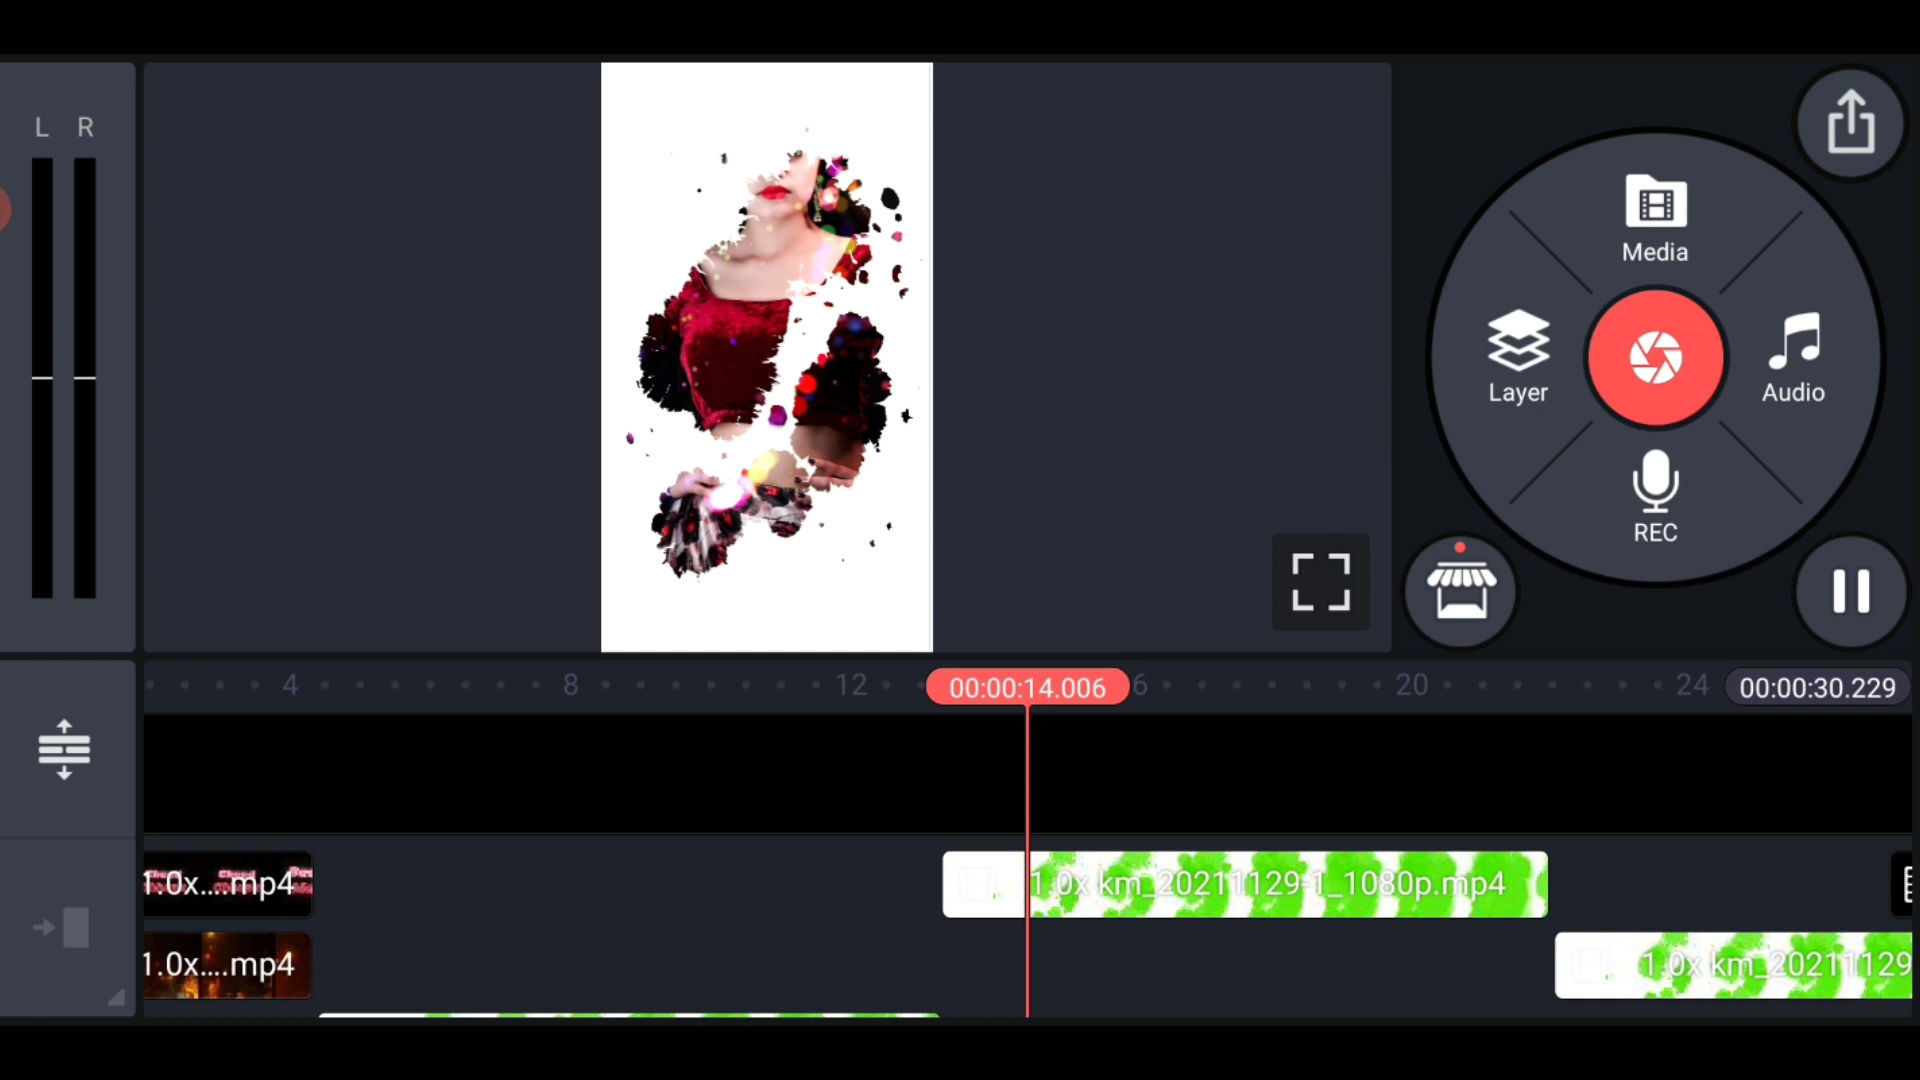 L R
Media
Layer
Audio
REC
4 8 12 00:00:14.006 6 20 24 00:00:30.229
1.0x....mp4
1.0x km_20211129-1_1080p.mp4
1.0x....mp4
1.0x km_20211129